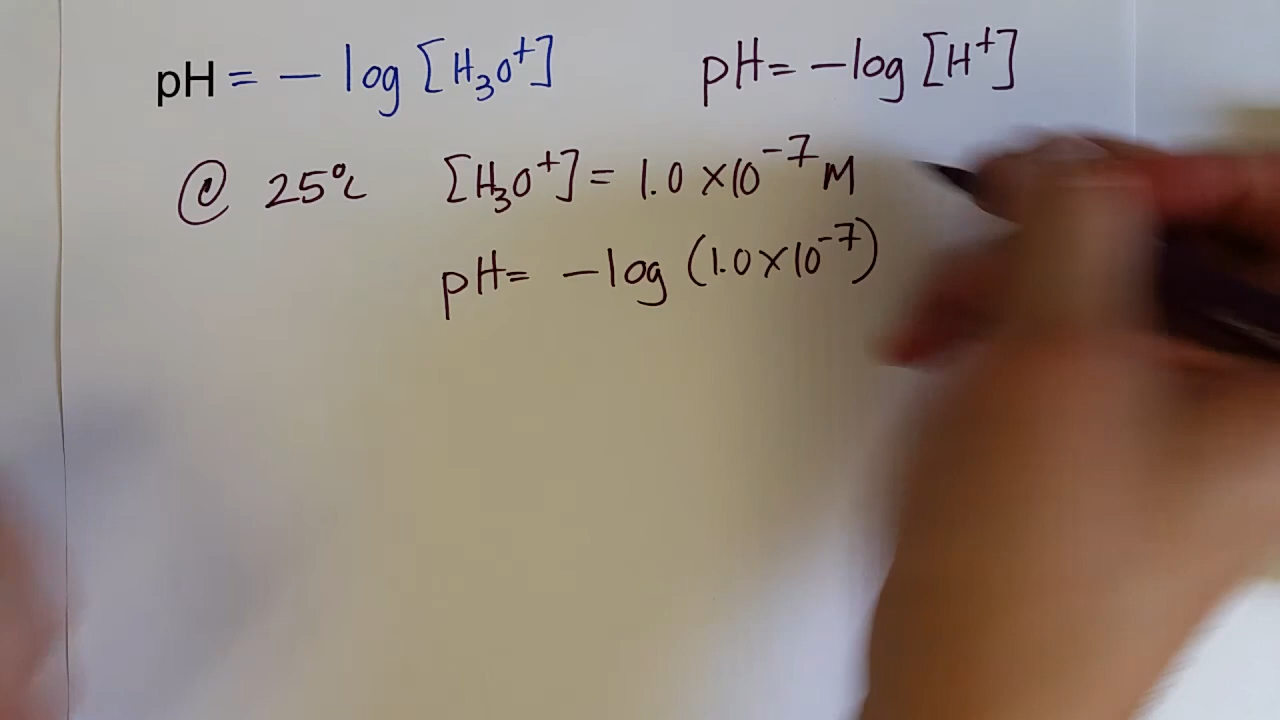 pH = − log [H₃O⁺] pH = −log [H⁺]
@ 25°C [H₃O⁺] = 1.0 × 10⁻⁷ M
pH = −log (1.0 × 10⁻⁷)